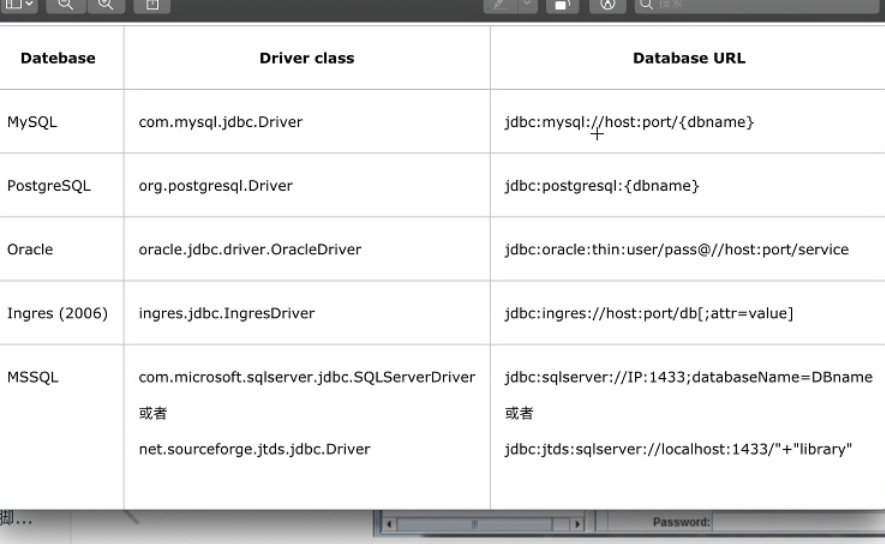 搜索
Datebase Driver class Database URL
MySQL com.mysql.jdbc.Driver jdbc:mysql://host:port/{dbname}
PostgreSQL org.postgresql.Driver jdbc:postgresql:{dbname}
Oracle oracle.jdbc.driver.OracleDriver jdbc:oracle:thin:user/pass@//host:port/service
Ingres (2006) ingres.jdbc.IngresDriver jdbc:ingres://host:port/db[;attr=value]
MSSQL com.microsoft.sqlserver.jdbc.SQLServerDriver jdbc:sqlserver://IP:1433;databaseName=DBname
或者 或者
net.sourceforge.jtds.jdbc.Driver jdbc:jtds:sqlserver://localhost:1433/"+"library"
脚... Password: